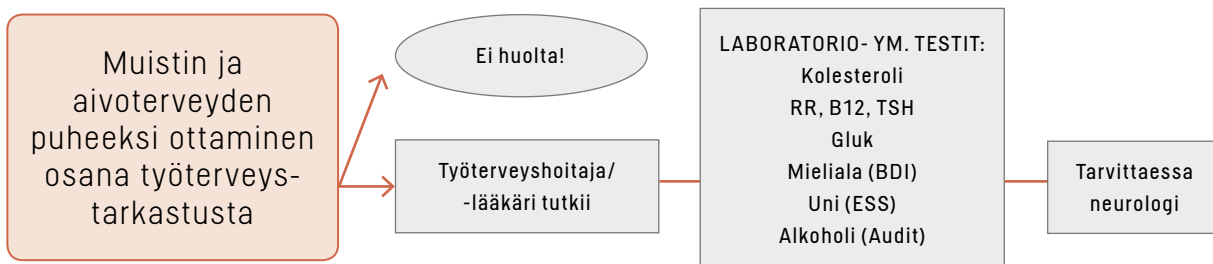 Muistin ja
aivoterveyden
puheeksi ottaminen
osana työterveys-
tarkastusta
Ei huolta!
Työterveyshoitaja/
-lääkäri tutkii
LABORATORIO- YM. TESTIT:
Kolesteroli
RR, B12, TSH
Gluk
Mieliala (BDI)
Uni (ESS)
Alkoholi (Audit)
Tarvittaessa
neurologi